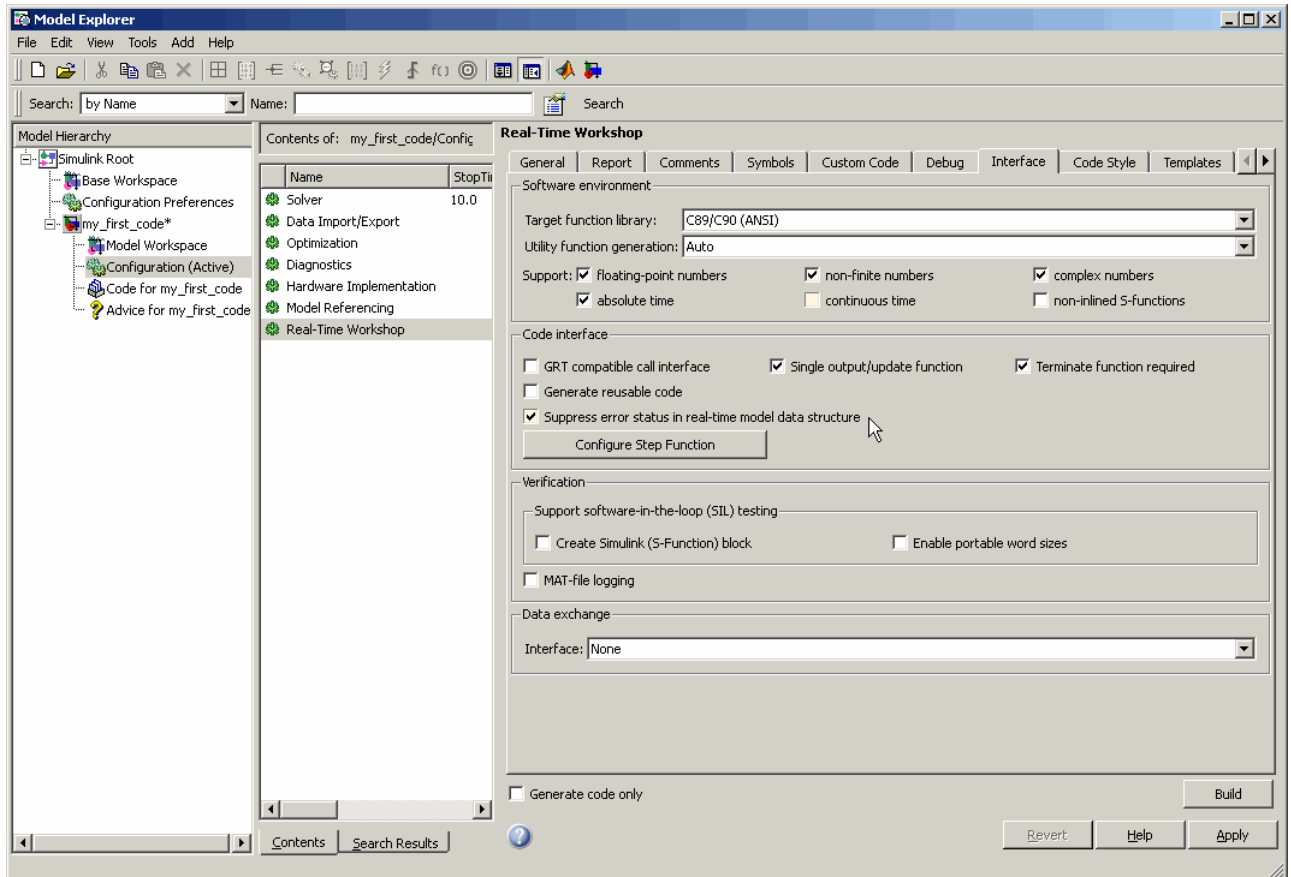 Model Explorer
File Edit View Tools Add Help
Search: by Name Name: Search
Model Hierarchy
Simulink Root
Base Workspace
Configuration Preferences
my_first_code*
Model Workspace
Configuration (Active)
Code for my_first_code
Advice for my_first_code
Contents of: my_first_code/Config
Name StopTi
Solver 10.0
Data Import/Export
Optimization
Diagnostics
Hardware Implementation
Model Referencing
Real-Time Workshop
Contents Search Results
Real-Time Workshop
General Report Comments Symbols Custom Code Debug Interface Code Style Templates
Software environment
Target function library: C89/C90 (ANSI)
Utility function generation: Auto
Support: floating-point numbers non-finite numbers complex numbers
absolute time continuous time non-inlined S-functions
Code interface
GRT compatible call interface Single output/update function Terminate function required
Generate reusable code
Suppress error status in real-time model data structure
Configure Step Function
Verification
Support software-in-the-loop (SIL) testing
Create Simulink (S-Function) block Enable portable word sizes
MAT-file logging
Data exchange
Interface: None
Generate code only Build
Revert Help Apply